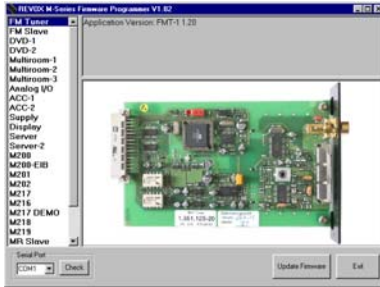 REVOX M-Series Firmware Programmer V1.02
Application Version: FMT-1 1.20
FM Tuner
FM Slave
DVD-1
DVD-2
Multiroom-1
Multiroom-2
Multiroom-3
Analog I/O
ACC-1
ACC-2
Supply
Display
Server
Server-2
M200
M200-EIB
M201
M202
M217
M216
M217 DEMO
M218
M219
MR Slave
Serial Port
COM1
Check
Update Firmware
Exit